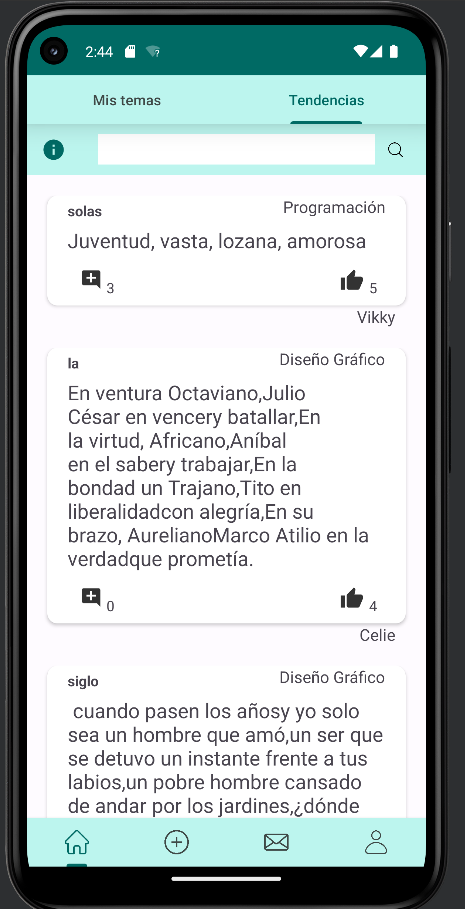 2:44
Mis temas Tendencias
solas Programación
Juventud, vasta, lozana, amorosa
3 5
Vikky
la Diseño Gráfico
En ventura Octaviano,Julio
César en vencery batallar,En
la virtud, Africano,Aníbal
en el sabery trabajar,En la
bondad un Trajano,Tito en
liberalidadcon alegría,En su
brazo, AurelianoMarco Atilio en la
verdadque prometía.
0 4
Celie
siglo Diseño Gráfico
cuando pasen los añosy yo solo
sea un hombre que amó,un ser que
se detuvo un instante frente a tus
labios,un pobre hombre cansado
de andar por los jardines,¿dónde